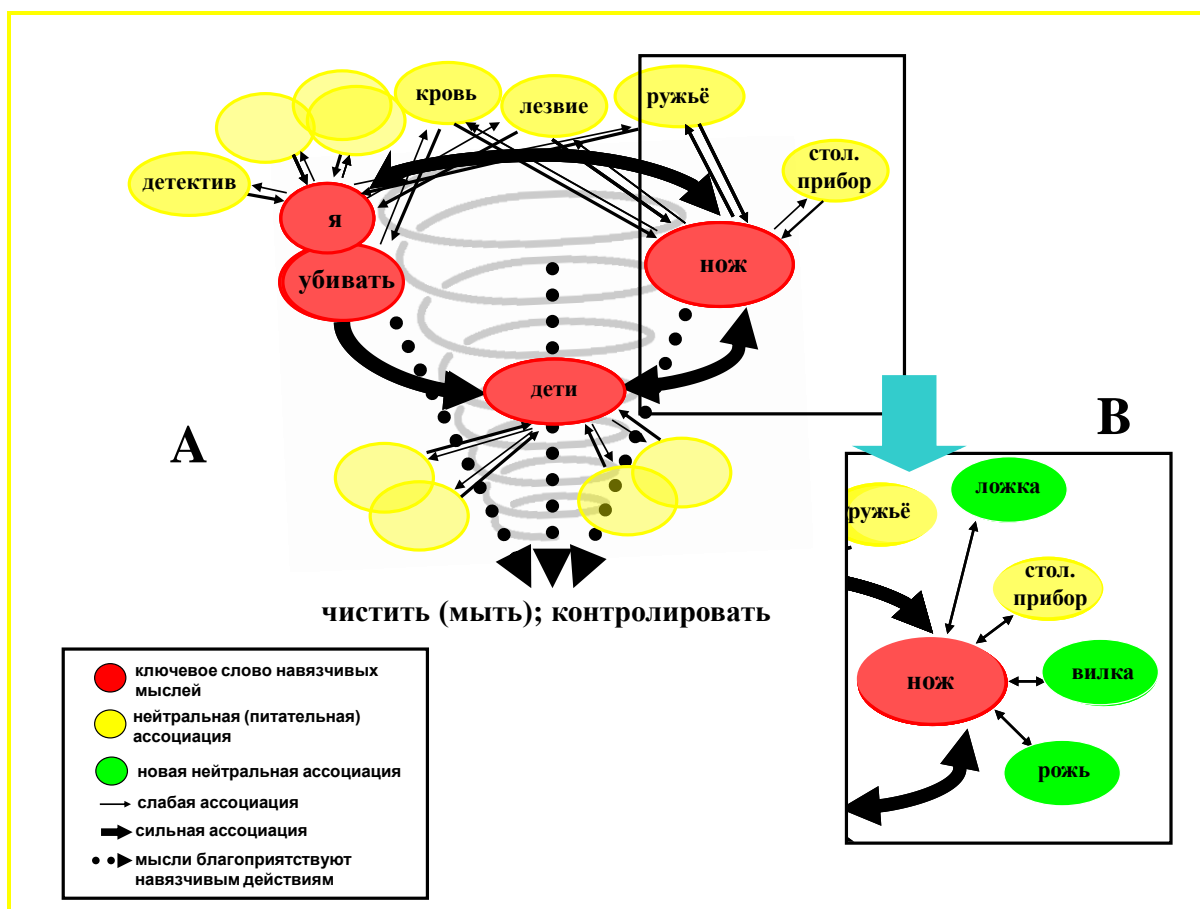 кровь
лезвие
ружьё
детектив
стол.
прибор
я
убивать
нож
дети
A
B
чистить (мыть); контролировать
ружьё
ложка
стол.
прибор
нож
вилка
рожь
ключевое слово навязчивых
мыслей
нейтральная (питательная)
ассоциация
новая нейтральная ассоциация
слабая ассоциация
сильная ассоциация
мысли благоприятствуют
навязчивым действиям